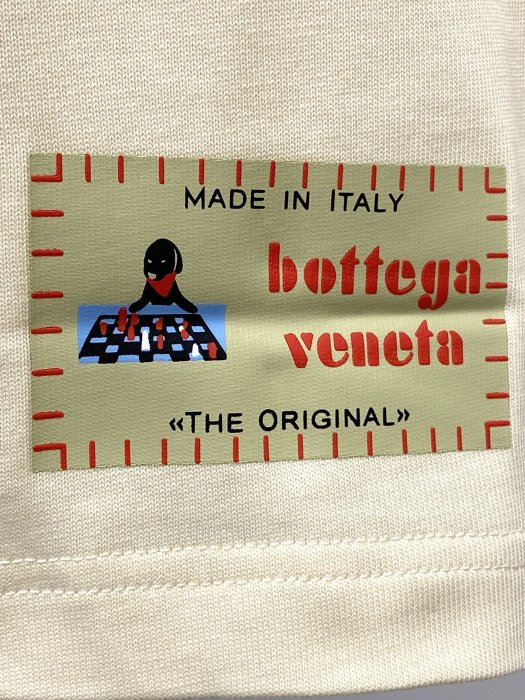 MADE IN ITALY
bottega
veneta
«THE ORIGINAL»